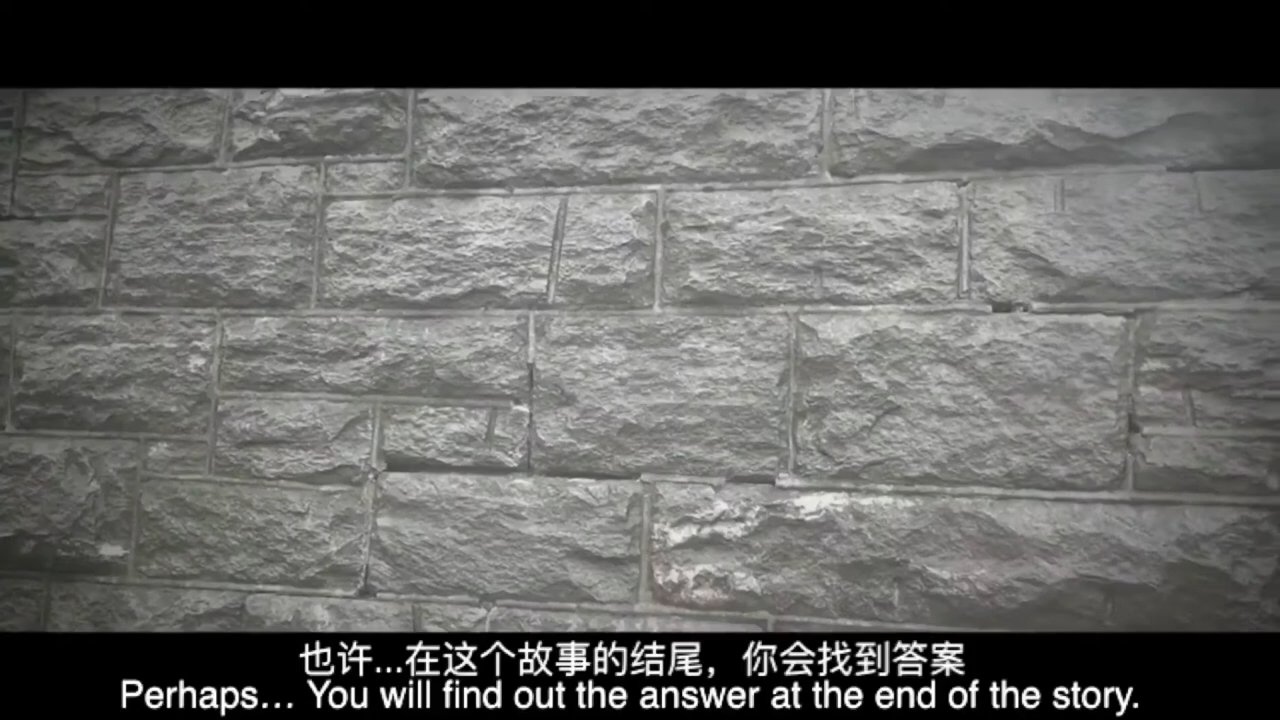 也许...在这个故事的结尾，你会找到答案
Perhaps... You will find out the answer at the end of the story.